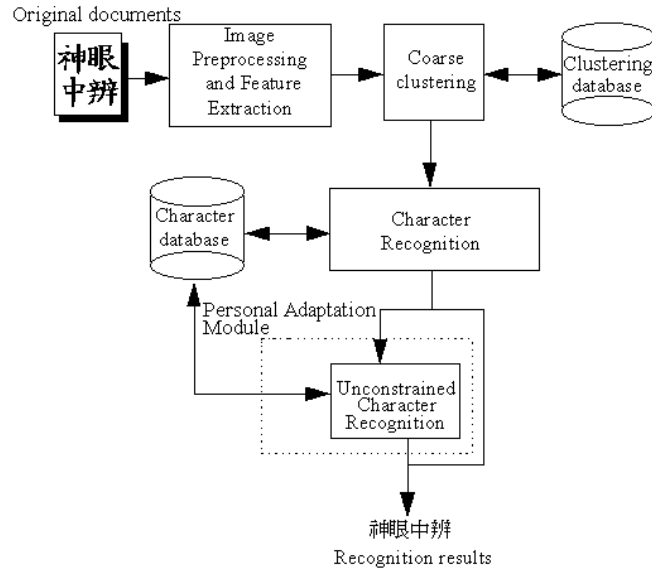 Original documents
神眼
中辨
Image
Preprocessing
and Feature
Extraction
Coarse
clustering
Clustering
database
Character
database
Character
Recognition
Personal Adaptation
Module
Unconstrained
Character
Recognition
神眼中辨
Recognition results